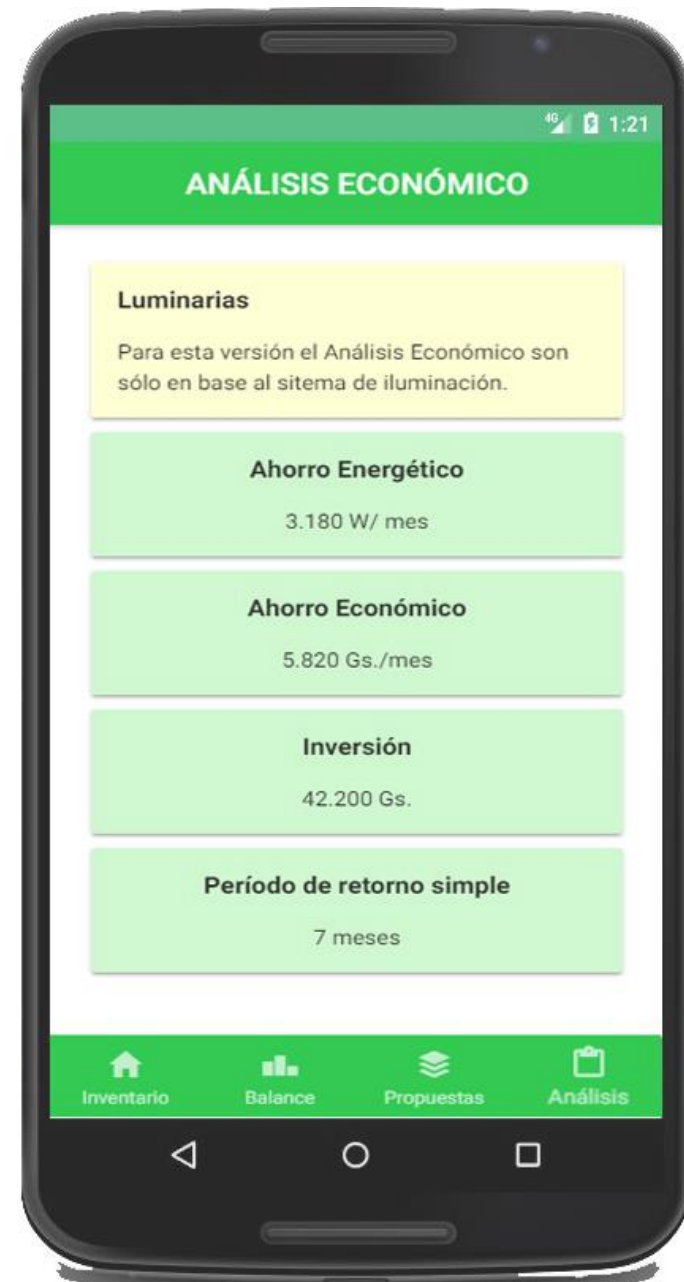 4G 1:21
ANÁLISIS ECONÓMICO
Luminarias
Para esta versión el Análisis Económico son
sólo en base al sitema de iluminación.
Ahorro Energético
3.180 W/ mes
Ahorro Económico
5.820 Gs./mes
Inversión
42.200 Gs.
Período de retorno simple
7 meses
Inventario Balance Propuestas Análisis